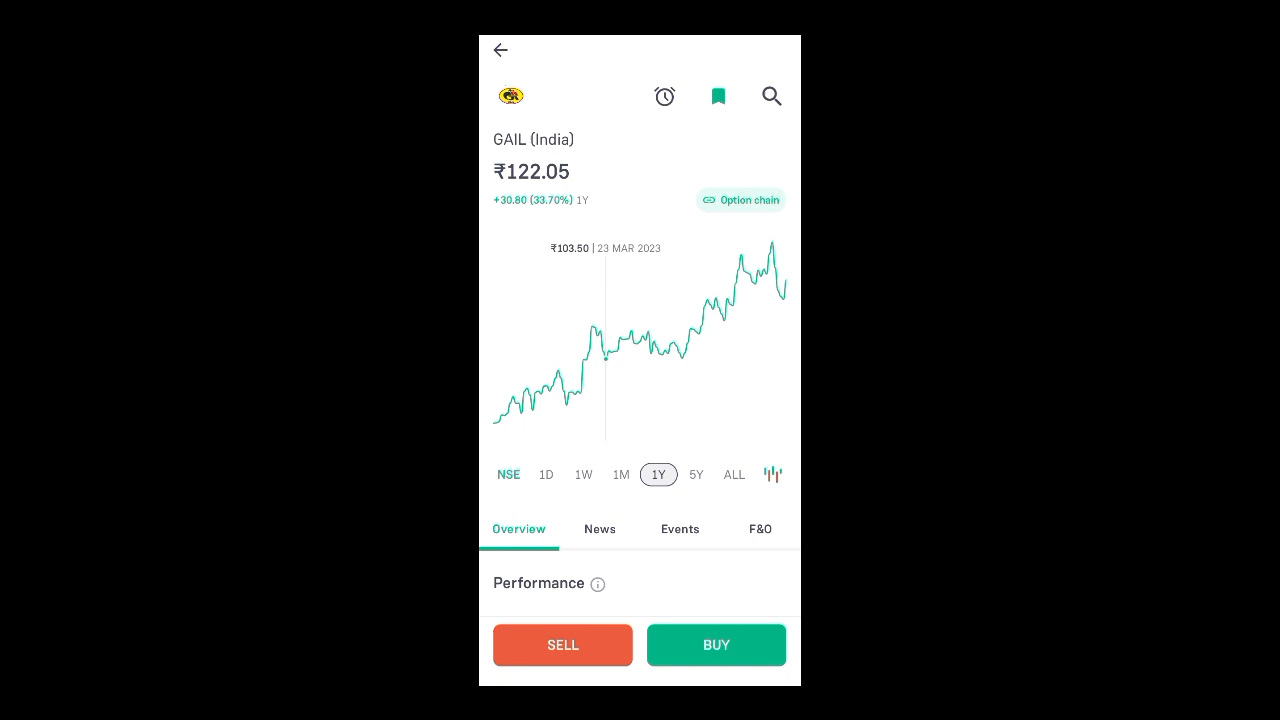 GAIL (India)
₹122.05
+30.80 (33.70%) 1Y
Option chain
₹103.50 | 23 MAR 2023
NSE 1D 1W 1M 1Y 5Y ALL
Overview News Events F&O
Performance
SELL BUY